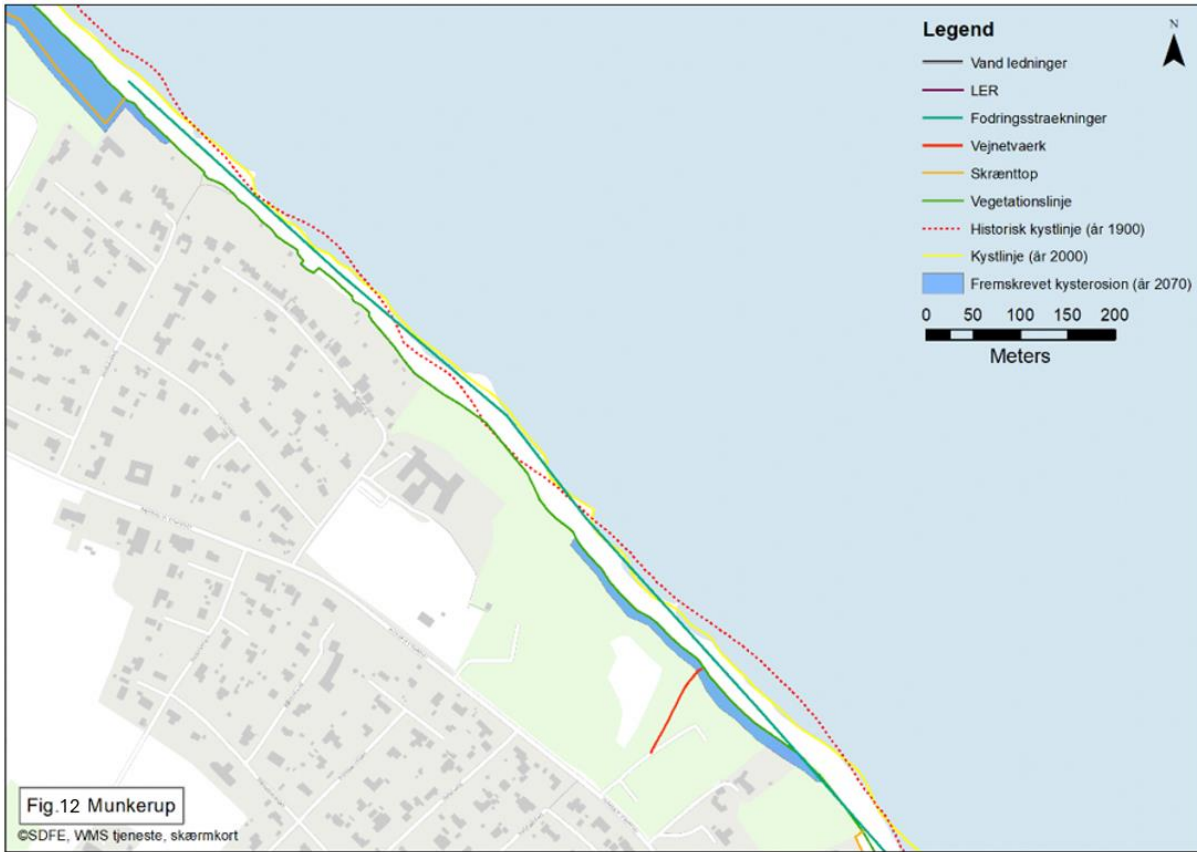 Legend
N
Vand ledninger
LER
Fodringsstraekninger
Vejnetvaerk
Skrænttop
Vegetationslinje
Historisk kystlinje (år 1900)
Kystlinje (år 2000)
Fremskrevet kysterosion (år 2070)
0 50 100 150 200
Meters
Fig.12 Munkerup
©SDFE, WMS tjeneste, skærmkort